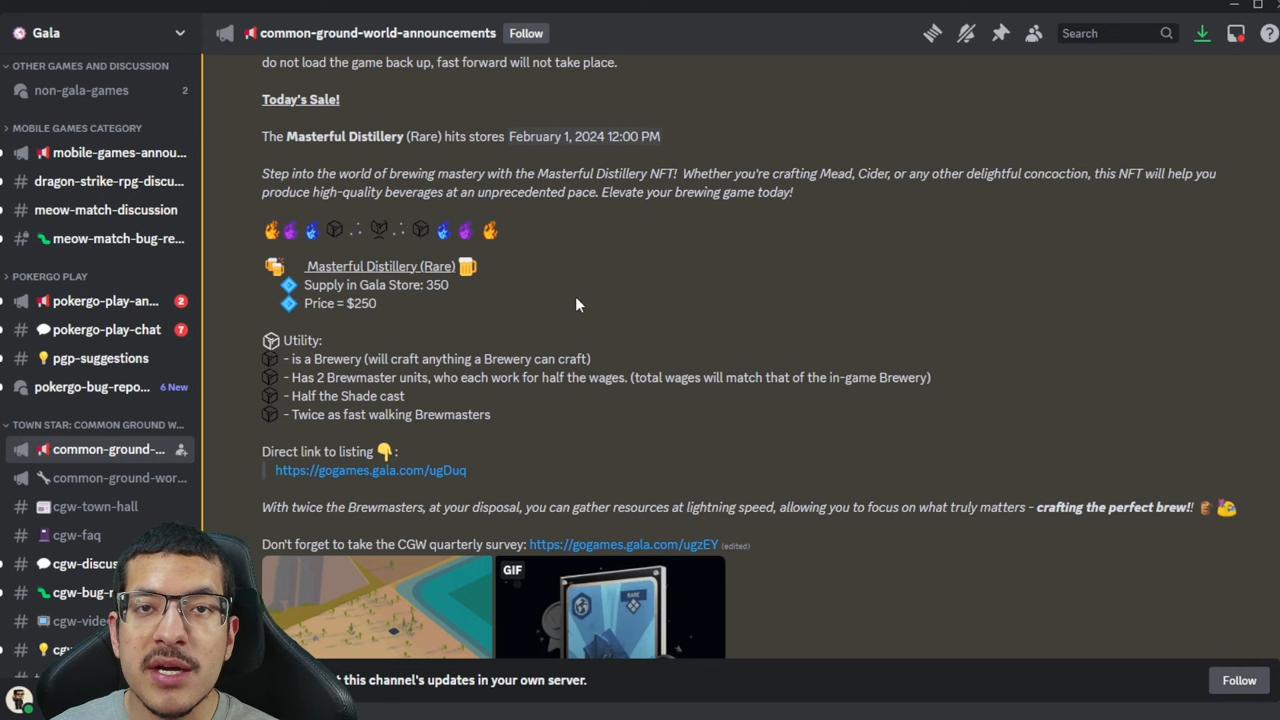 Gala
common-ground-world-announcements
Follow
Search
OTHER GAMES AND DISCUSSION
non-gala-games
2
MOBILE GAMES CATEGORY
mobile-games-annou...
dragon-strike-rpg-discu...
meow-match-discussion
meow-match-bug-re...
POKERGO PLAY
pokergo-play-an...
2
pokergo-play-chat
7
pgp-suggestions
pokergo-bug-repo...
6 New
TOWN STAR: COMMON GROUND W...
common-ground-...
common-ground-wor...
cgw-town-hall
cgw-faq
cgw-discus
cgw-bug-r
cgw-vide
do not load the game back up, fast forward will not take place.
Today's Sale!
The Masterful Distillery (Rare) hits stores February 1, 2024 12:00 PM
Step into the world of brewing mastery with the Masterful Distillery NFT! Whether you're crafting Mead, Cider, or any other delightful concoction, this NFT will help you
produce high-quality beverages at an unprecedented pace. Elevate your brewing game today!
Masterful Distillery (Rare)
Supply in Gala Store: 350
Price = $250
Utility:
- is a Brewery (will craft anything a Brewery can craft)
- Has 2 Brewmaster units, who each work for half the wages. (total wages will match that of the in-game Brewery)
- Half the Shade cast
- Twice as fast walking Brewmasters
Direct link to listing :
https://gogames.gala.com/ugDuq
With twice the Brewmasters, at your disposal, you can gather resources at lightning speed, allowing you to focus on what truly matters - crafting the perfect brew!!
Don't forget to take the CGW quarterly survey: https://gogames.gala.com/ugzEY (edited)
GIF
RARE
t this channel's updates in your own server.
Follow